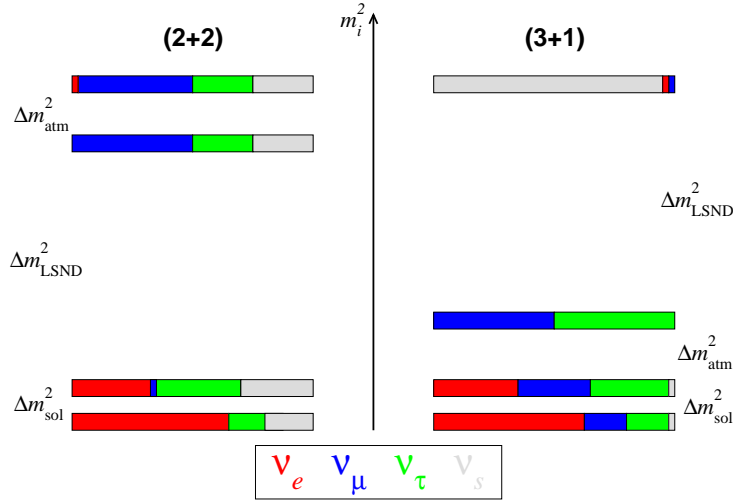 (2+2)
m_i^2
(3+1)
Δm^2_atm
Δm^2_LSND
Δm^2_LSND
Δm^2_atm
Δm^2_sol
Δm^2_sol
ν_e ν_μ ν_τ ν_s